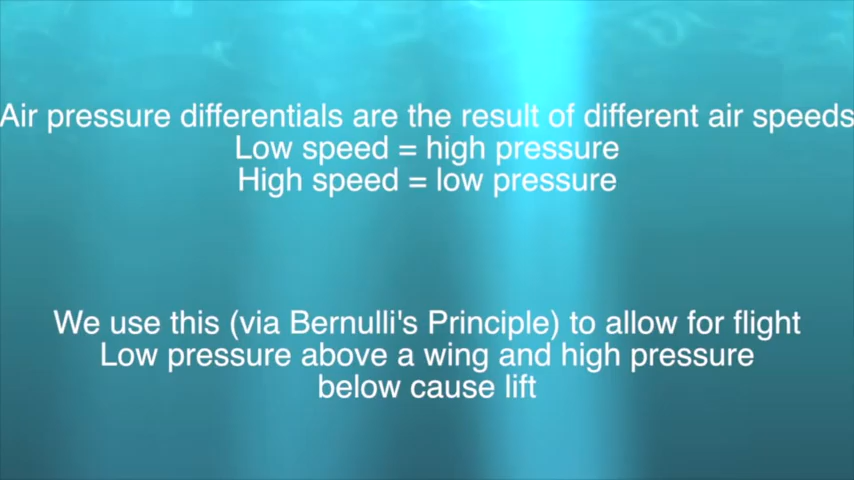 Air pressure differentials are the result of different air speeds
Low speed = high pressure
High speed = low pressure
We use this (via Bernulli's Principle) to allow for flight
Low pressure above a wing and high pressure
below cause lift